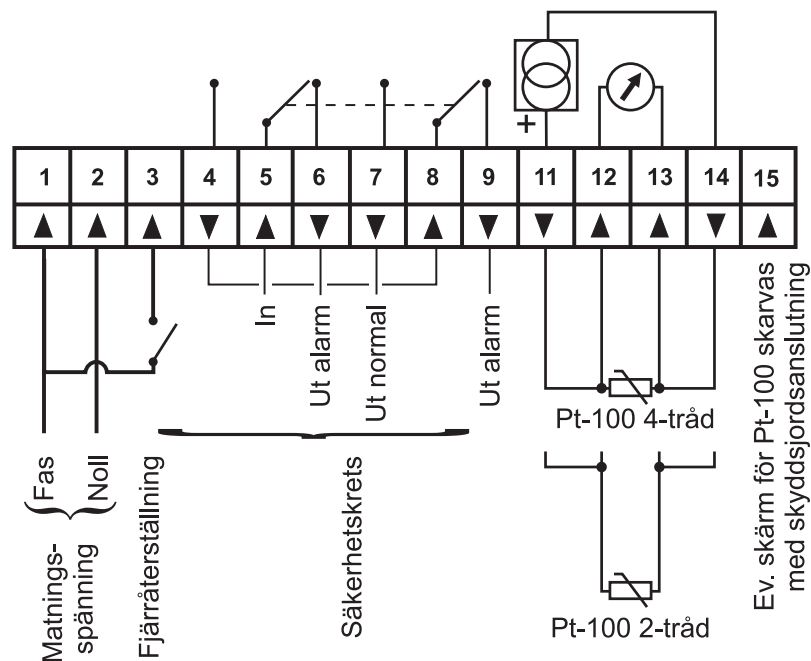 +
1 2 3 4 5 6 7 8 9 11 12 13 14 15
In
Ut alarm
Ut normal
Ut alarm
Fas
Noll
Matnings-
spänning
Fjärråterställning
Säkerhetskrets
Pt-100 4-tråd
Pt-100 2-tråd
Ev. skärm för Pt-100 skarvas
med skyddsjordsanslutning